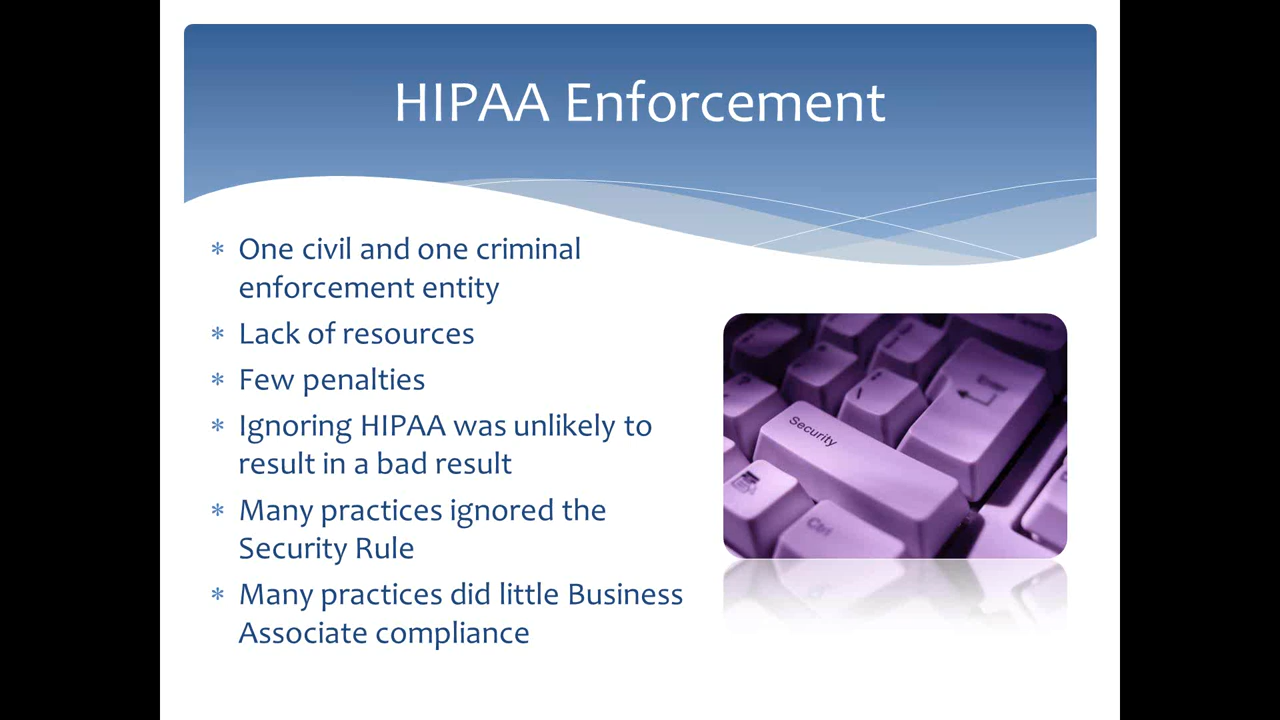 HIPAA Enforcement
* One civil and one criminal
enforcement entity
* Lack of resources
* Few penalties
* Ignoring HIPAA was unlikely to
result in a bad result
* Many practices ignored the
Security Rule
* Many practices did little Business
Associate compliance
Security
Ctrl